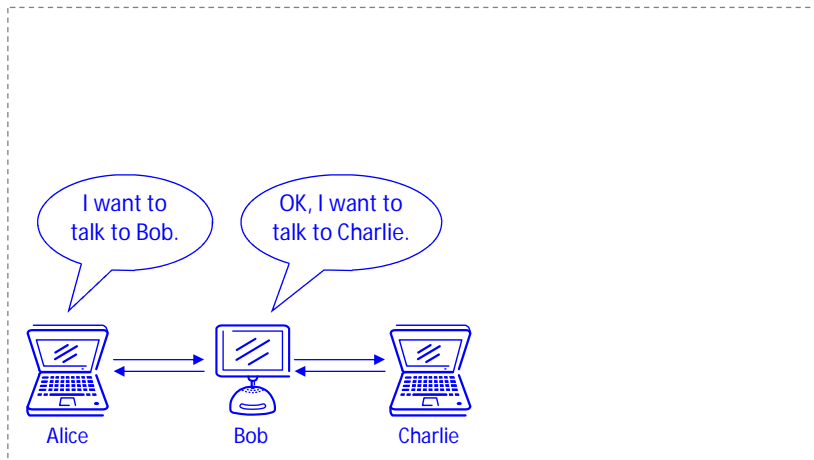 I want to
talk to Bob.
OK, I want to
talk to Charlie.
Alice
Bob
Charlie